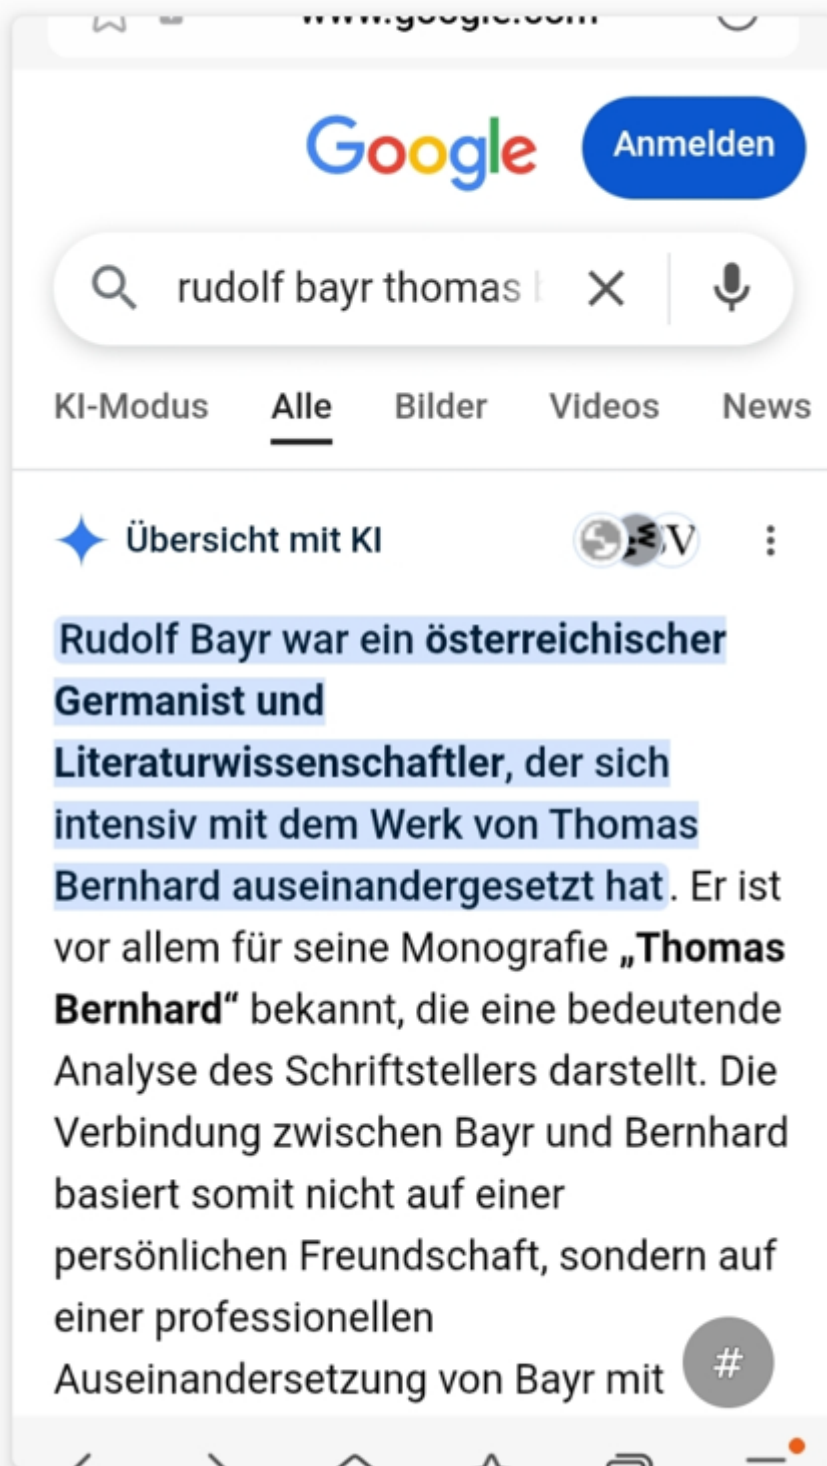 www.google.com
Google
Anmelden
rudolf bayr thomas
KI-Modus Alle Bilder Videos News
Übersicht mit KI
Rudolf Bayr war ein österreichischer
Germanist und
Literaturwissenschaftler, der sich
intensiv mit dem Werk von Thomas
Bernhard auseinandergesetzt hat. Er ist
vor allem für seine Monografie „Thomas
Bernhard“ bekannt, die eine bedeutende
Analyse des Schriftstellers darstellt. Die
Verbindung zwischen Bayr und Bernhard
basiert somit nicht auf einer
persönlichen Freundschaft, sondern auf
einer professionellen
Auseinandersetzung von Bayr mit
#